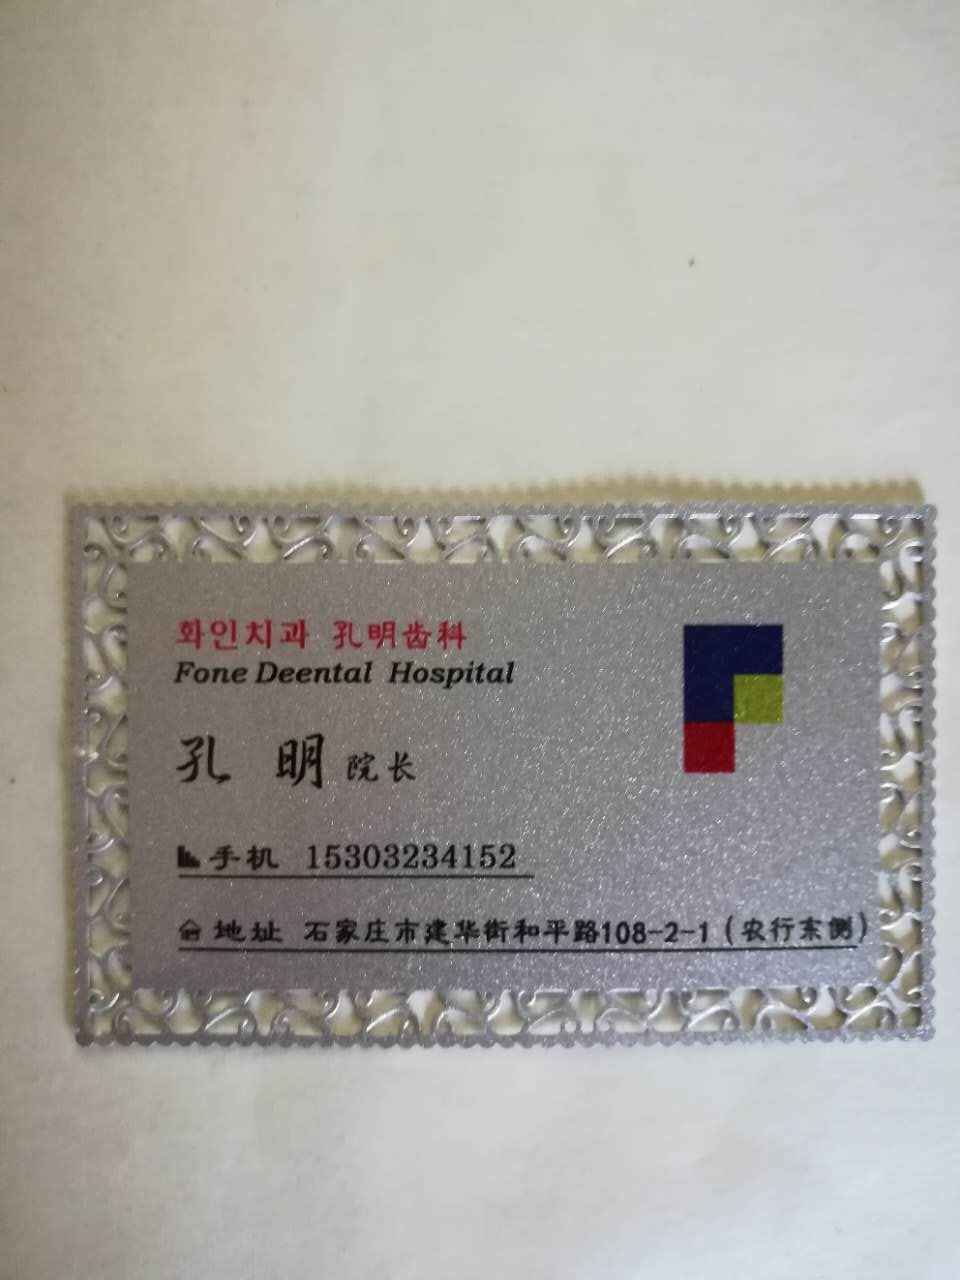 화인치과 孔明齿科
Fone Deental Hospital
孔 明 院长
手机 15303234152
地址 石家庄市建华街和平路108-2-1（农行东侧）